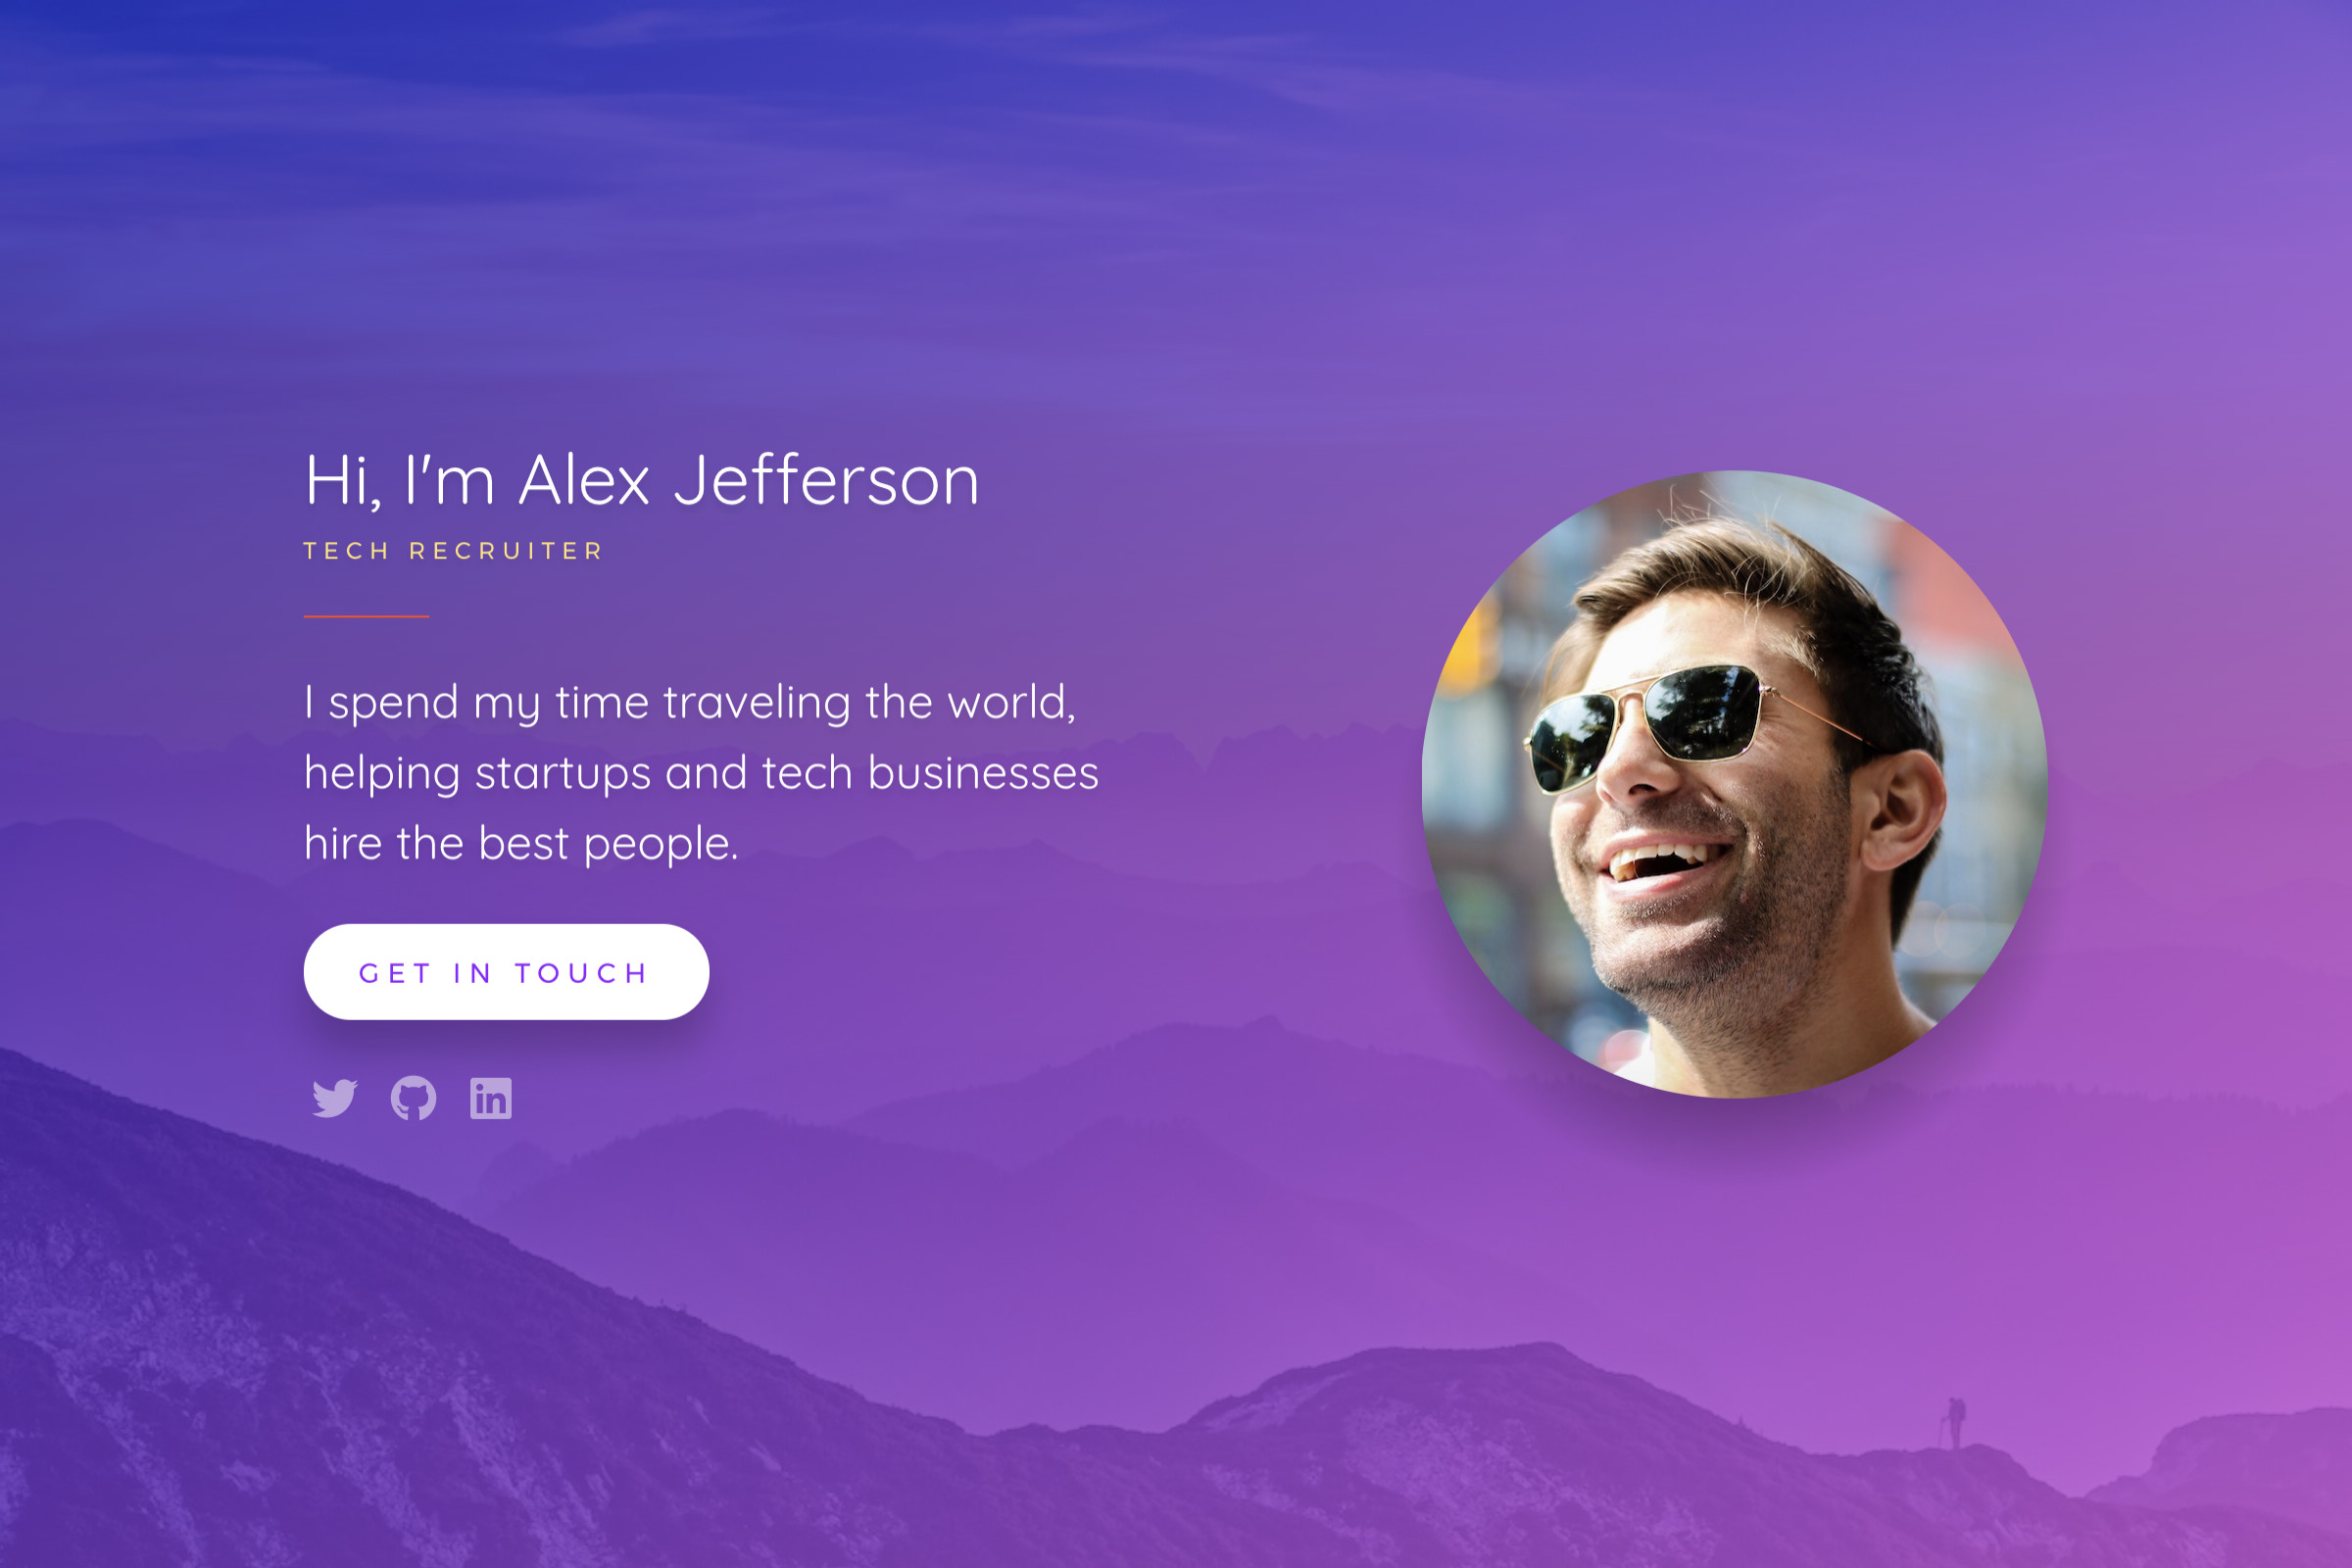 Hi, I'm Alex Jefferson
TECH RECRUITER
I spend my time traveling the world,
helping startups and tech businesses
hire the best people.
GET IN TOUCH
in